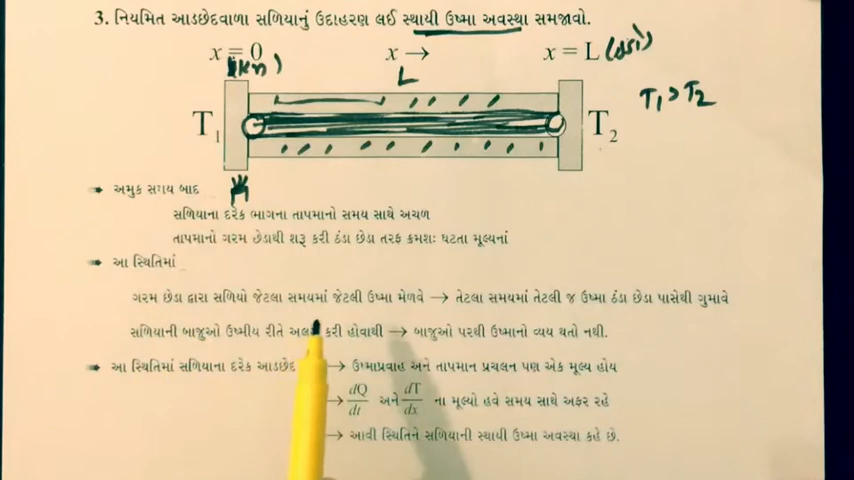 3. નિયમિત આડછેદવાળા સળિયાનું ઉદાહરણ લઈ સ્થાયી ઉષ્મા અવસ્થા સમજાવો.
x = 0 x → x = L
L
T₁ T₂ T₁ > T₂
અમુક સમય બાદ
સળિયાના દરેક ભાગના તાપમાનો સમય સાથે અચળ
તાપમાનો ગરમ છેડાથી શરૂ કરી ઠંડા છેડા તરફ ક્રમશઃ ઘટતા મૂલ્યનાં
આ સ્થિતિમાં
ગરમ છેડા દ્વારા સળિયો જેટલા સમયમાં જેટલી ઉષ્મા મેળવે → તેટલા સમયમાં તેટલી જ ઉષ્મા ઠંડા છેડા પાસેથી ગુમાવે
સળિયાની બાજુઓ ઉષ્મીય રીતે કરી હોવાથી → બાજુઓ પરથી ઉષ્માનો વ્યય થતો નથી.
આ સ્થિતિમાં સળિયાના દરેક આડછેદ → ઉષ્માપ્રવાહ અને તાપમાન પ્રચલન પણ એક મૂલ્ય હોય
→ dQ/dt અને dT/dx ના મૂલ્યો હવે સમય સાથે અફર રહે
→ આવી સ્થિતિને સળિયાની સ્થાયી ઉષ્મા અવસ્થા કહે છે.